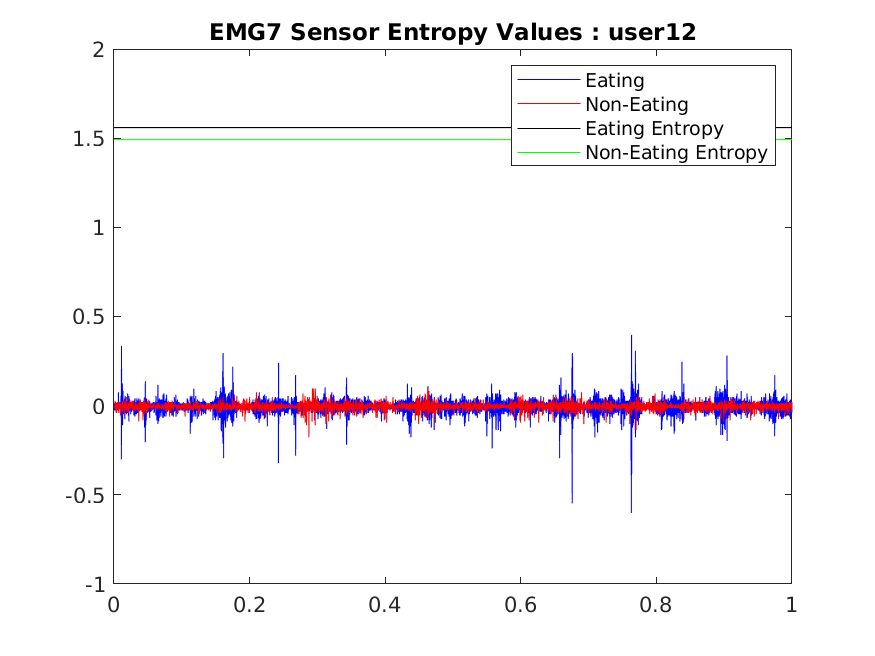 EMG7 Sensor Entropy Values : user12
2
1.5
1
0.5
0
-0.5
-1
Eating
Non-Eating
Eating Entropy
Non-Eating Entropy
0 0.2 0.4 0.6 0.8 1